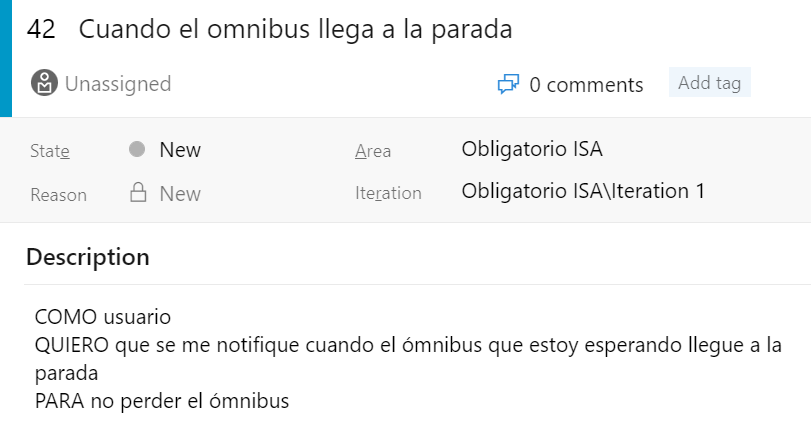 42 Cuando el omnibus llega a la parada
Unassigned
0 comments
Add tag
State New
Area Obligatorio ISA
Reason New
Iteration Obligatorio ISA\Iteration 1
Description
COMO usuario
QUIERO que se me notifique cuando el ómnibus que estoy esperando llegue a la
parada
PARA no perder el ómnibus